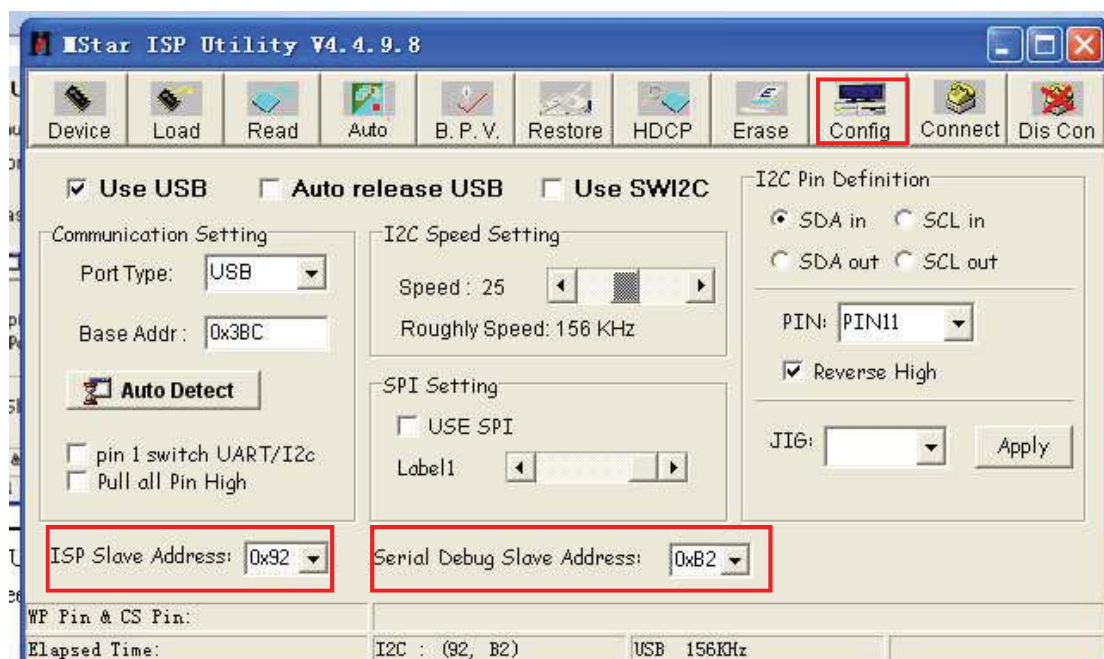 MStar ISP Utility V4.4.9.8
Device Load Read Auto B. P. V. Restore HDCP Erase Config Connect Dis Con
Use USB Auto release USB Use SWI2C
I2C Pin Definition
SDA in SCL in
SDA out SCL out
PIN: PIN11
Reverse High
JIG: Apply
Communication Setting
Port Type: USB
Base Addr : 0x3BC
Auto Detect
pin 1 switch UART/I2c
Pull all Pin High
I2C Speed Setting
Speed : 25
Roughly Speed: 156 KHz
SPI Setting
USE SPI
Label1
ISP Slave Address: 0x92 Serial Debug Slave Address: 0xB2
WP Pin & CS Pin:
Elapsed Time: I2C : (92, B2) USB 156KHz